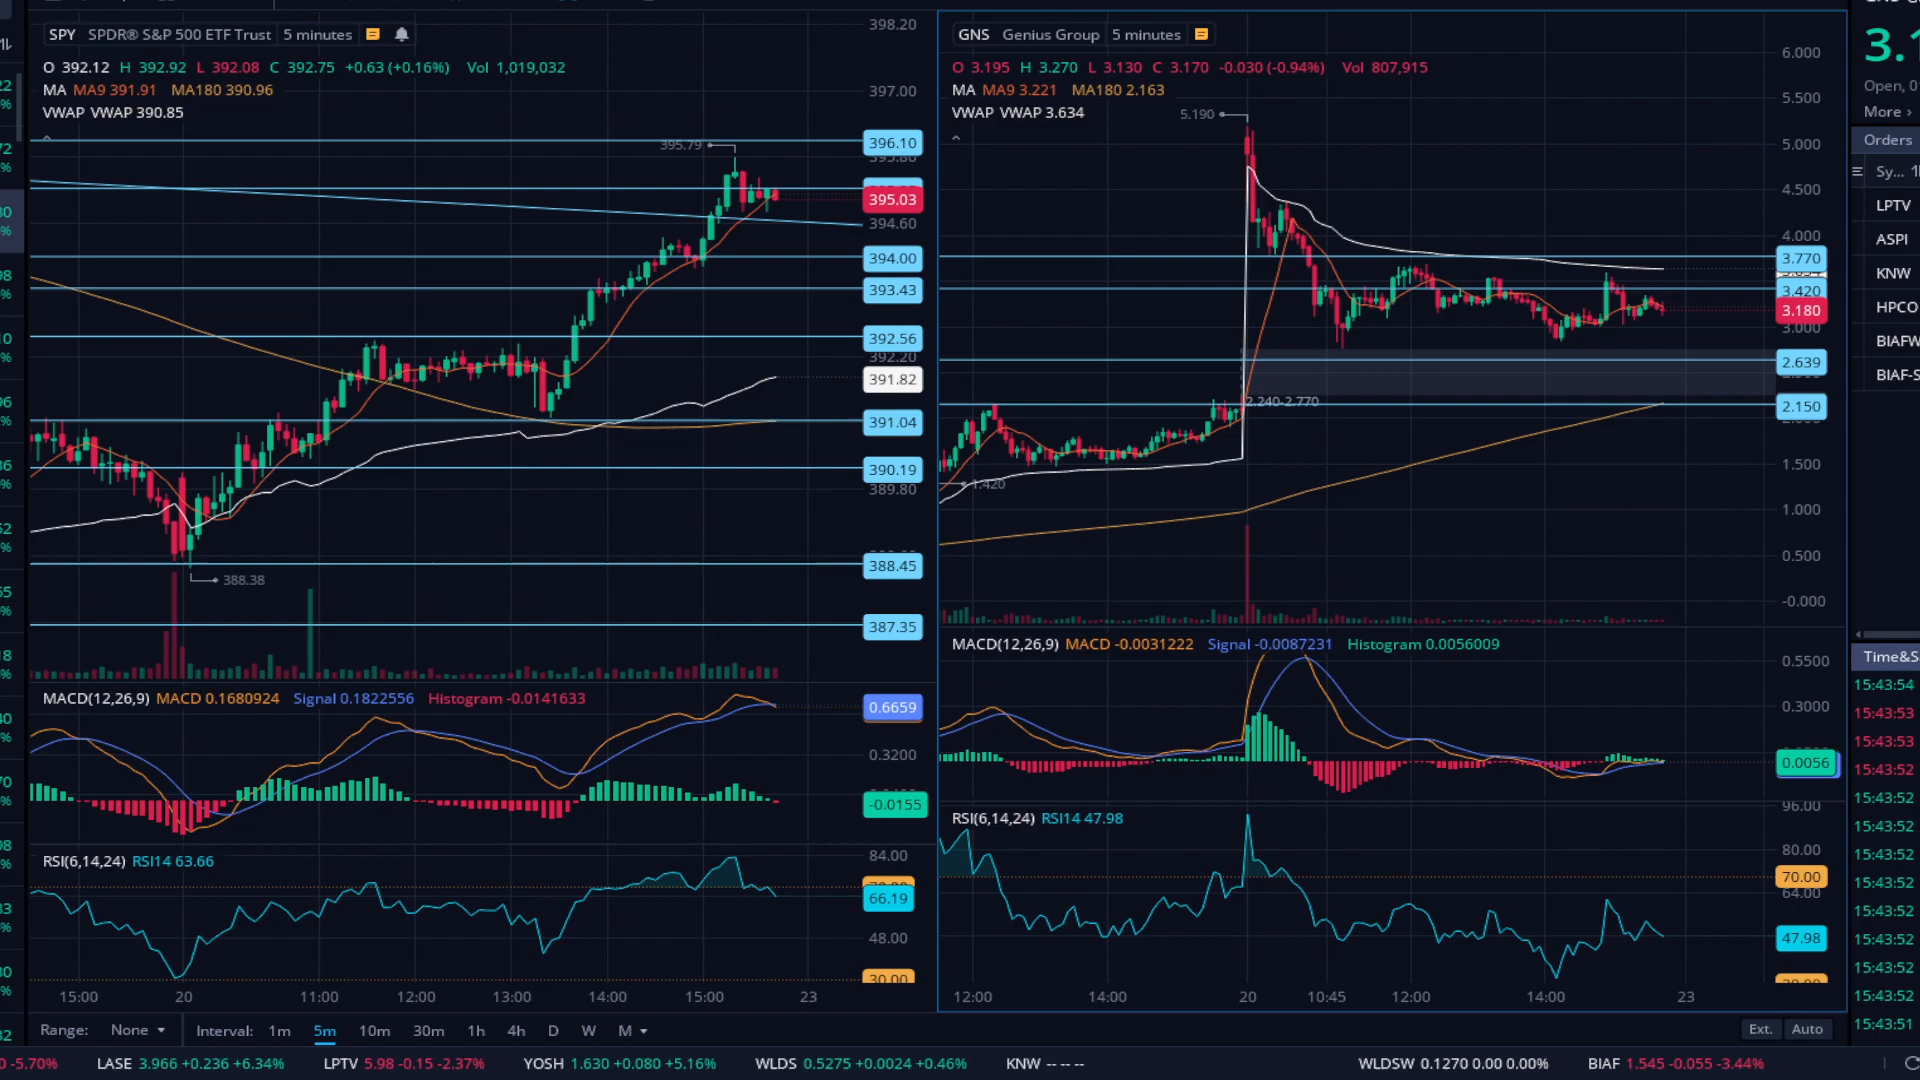 SPY SPDR® S&P 500 ETF Trust 5 minutes
O 392.12 H 392.92 L 392.08 C 392.75 +0.63 (+0.16%) Vol 1,019,032
MA MA9 391.91 MA180 390.96
VWAP VWAP 390.85
395.79
388.38
398.20
397.00
396.10
395.03
394.60
394.00
393.43
392.56
392.20
391.82
391.04
390.19
389.80
388.45
387.35
MACD(12,26,9) MACD 0.1680924 Signal 0.1822556 Histogram -0.0141633
0.6659
0.3200
-0.0155
RSI(6,14,24) RSI14 63.66
84.00
66.19
48.00
30.00
15:00 20 11:00 12:00 13:00 14:00 15:00 23
GNS Genius Group 5 minutes
O 3.195 H 3.270 L 3.130 C 3.170 -0.030 (-0.94%) Vol 807,915
MA MA9 3.221 MA180 2.163
VWAP VWAP 3.634
5.190
2.240-2.770
1.420
6.000
5.500
5.000
4.500
4.000
3.770
3.420
3.180
3.000
2.639
2.150
1.500
1.000
0.500
-0.000
MACD(12,26,9) MACD -0.0031222 Signal -0.0087231 Histogram 0.0056009
0.5500
0.3000
0.0056
RSI(6,14,24) RSI14 47.98
96.00
80.00
70.00
64.00
47.98
12:00 14:00 20 10:45 12:00 14:00 23
Open, 0
More ›
Orders
Sy...
LPTV
ASPI
KNW
HPCO
BIAFW
BIAF-S
Time&S
15:43:54
15:43:53
15:43:53
15:43:52
15:43:52
15:43:52
15:43:52
15:43:52
15:43:52
15:43:52
15:43:52
15:43:52
15:43:51
Range: None Interval: 1m 5m 10m 30m 1h 4h D W M Ext. Auto
-5.70% LASE 3.966 +0.236 +6.34% LPTV 5.98 -0.15 -2.37% YOSH 1.630 +0.080 +5.16% WLDS 0.5275 +0.0024 +0.46% KNW -- -- -- WLDSW 0.1270 0.00 0.00% BIAF 1.545 -0.055 -3.44%